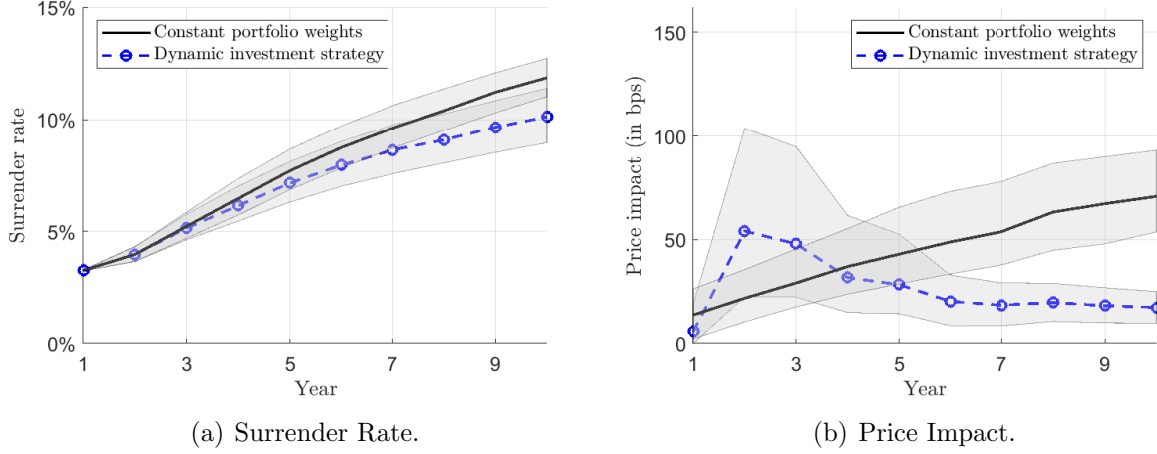 15%
10%
5%
0%
Surrender rate
Constant portfolio weights
Dynamic investment strategy
1 3 5 7 9
Year
(a) Surrender Rate.
150
100
50
0
Price impact (in bps)
Constant portfolio weights
Dynamic investment strategy
1 3 5 7 9
Year
(b) Price Impact.